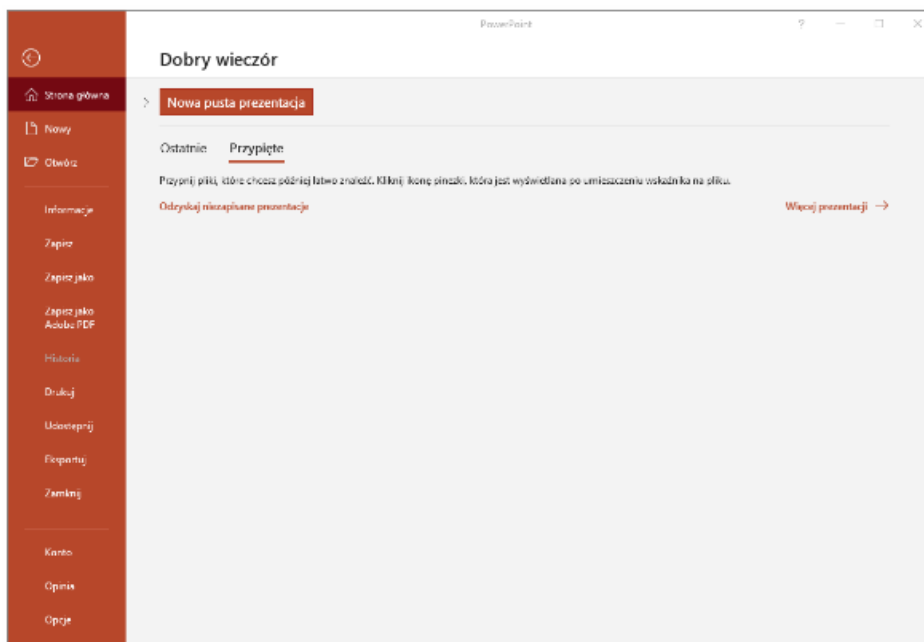 PowerPoint
?
Dobry wieczór
Strona główna
Nowy
Otwórz
Informacje
Zapisz
Zapisz jako
Zapisz jako
Adobe PDF
Historia
Drukuj
Udostępnij
Eksportuj
Zamknij
Konto
Opinia
Opcje
Nowa pusta prezentacja
Ostatnie Przypięte
Przypnij pliki, które chcesz później łatwo znaleźć. Kliknij ikonę pinezki, która jest wyświetlana po umieszczeniu wskaźnika na pliku.
Odzyskaj niezapisane prezentacje Więcej prezentacji →